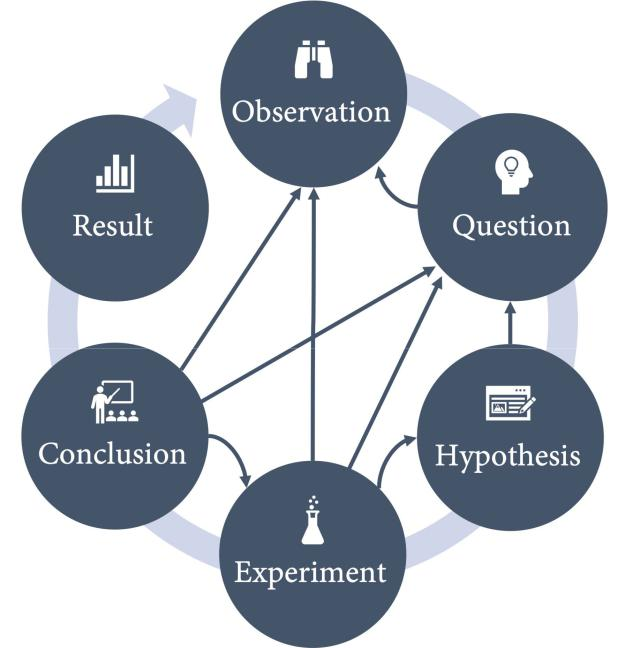 Observation
Question
Hypothesis
Experiment
Conclusion
Result